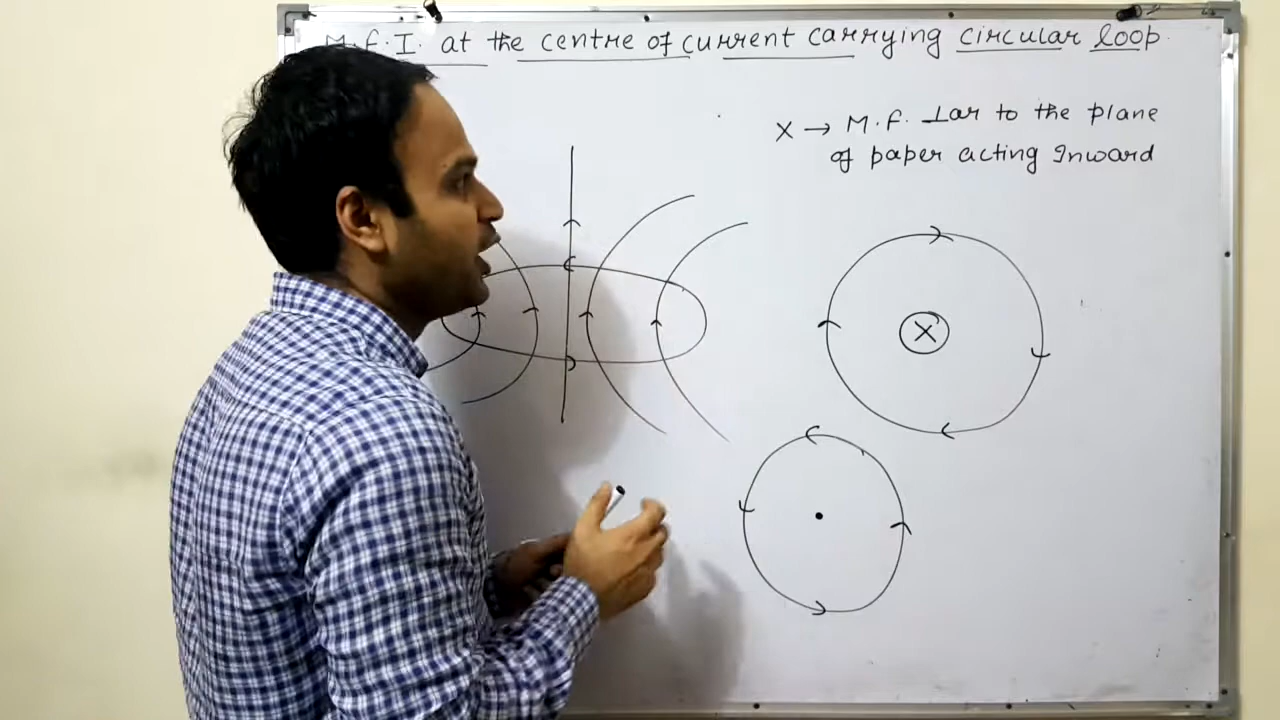 M.F.I. at the centre of current carrying circular loop
X → M.F. ⊥ar to the plane
of paper acting Inward
X